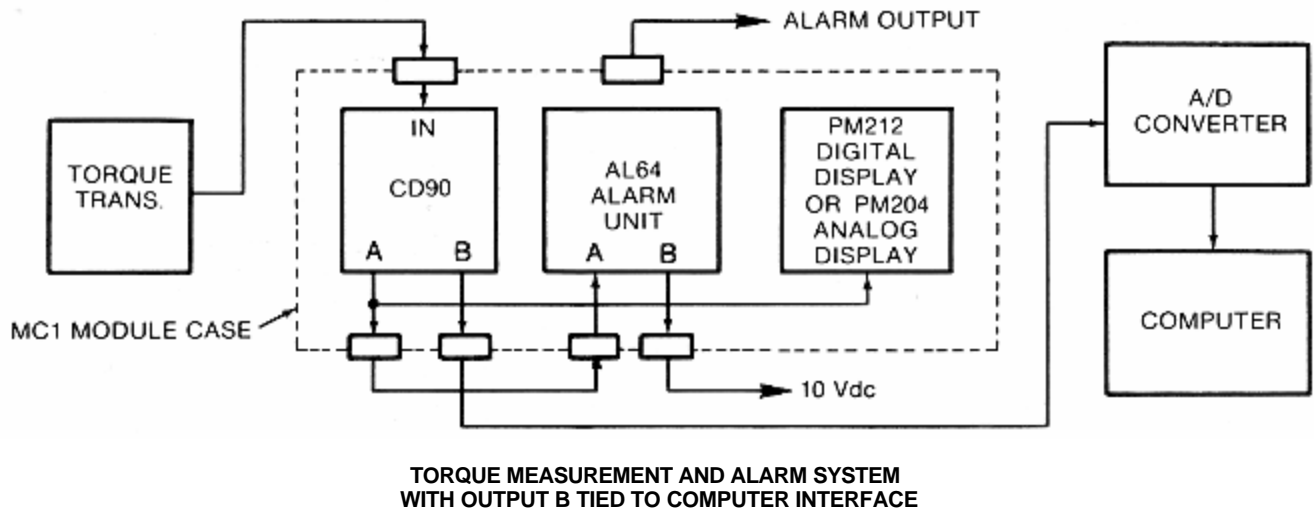 ALARM OUTPUT
TORQUE
TRANS.
IN
CD90
A B
AL64
ALARM
UNIT
A B
PM212
DIGITAL
DISPLAY
OR PM204
ANALOG
DISPLAY
A/D
CONVERTER
COMPUTER
MC1 MODULE CASE
10 Vdc
TORQUE MEASUREMENT AND ALARM SYSTEM
WITH OUTPUT B TIED TO COMPUTER INTERFACE